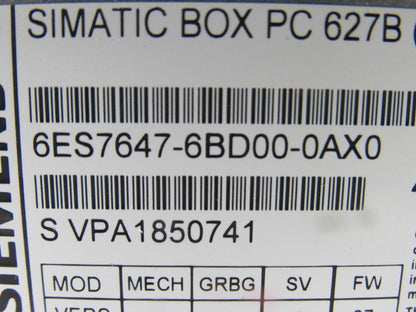 SIMATIC BOX PC 627B (
6ES7647-6BD00-0AX0
S VPA1850741
MOD MECH GRBG SV FW
SIEMENS